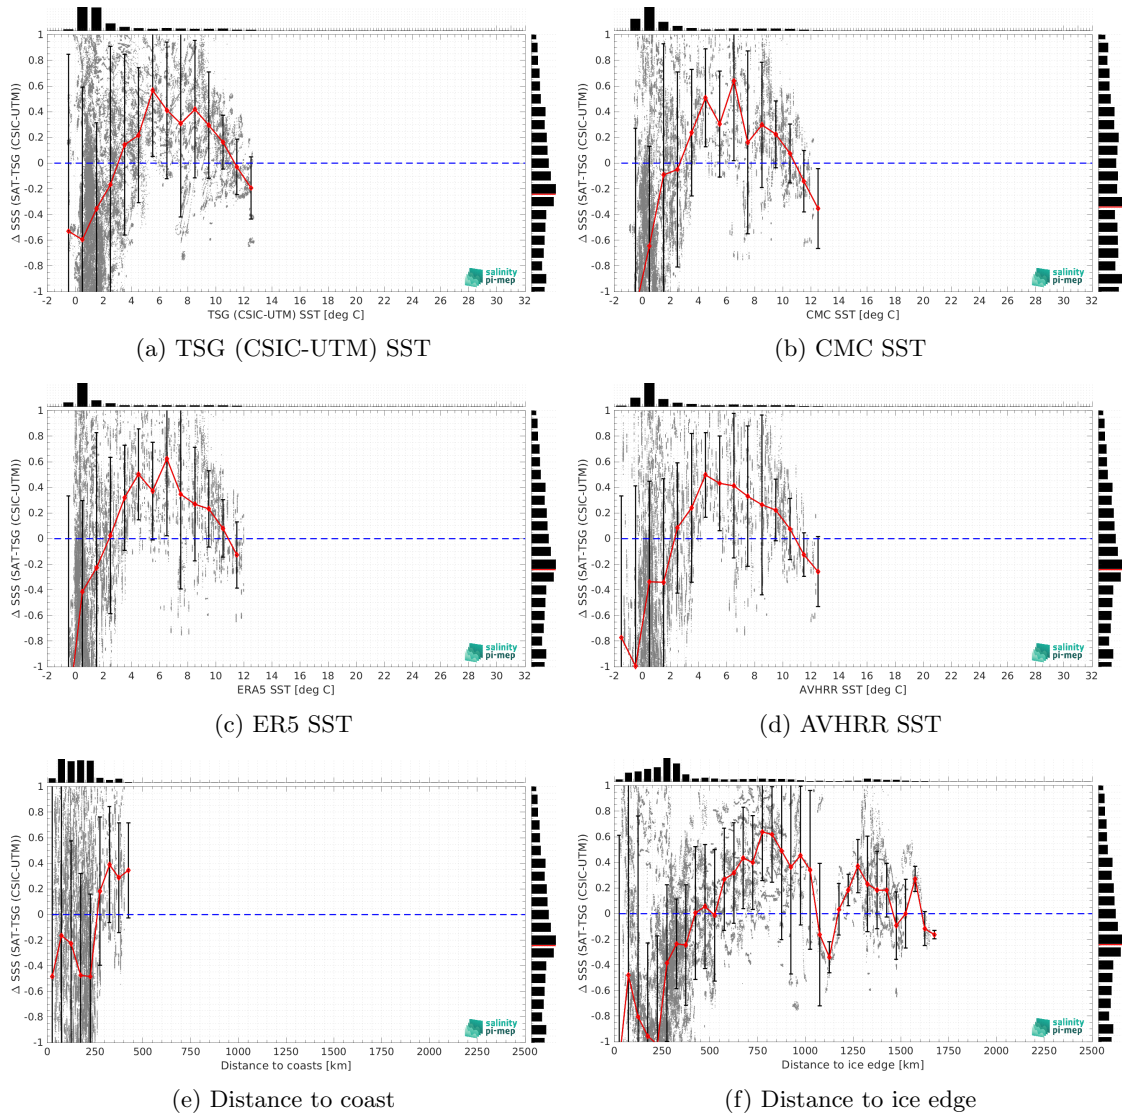 1
0.8
0.6
0.4
0.2
0
-0.2
-0.4
-0.6
-0.8
-1
Δ SSS (SAT-TSG (CSIC-UTM))
salinity
pi-mep
-2 0 2 4 6 8 10 12 14 16 18 20 22 24 26 28 30 32
TSG (CSIC-UTM) SST [deg C]
(a) TSG (CSIC-UTM) SST
1
0.8
0.6
0.4
0.2
0
-0.2
-0.4
-0.6
-0.8
-1
Δ SSS (SAT-TSG (CSIC-UTM))
salinity
pi-mep
-2 0 2 4 6 8 10 12 14 16 18 20 22 24 26 28 30 32
CMC SST [deg C]
(b) CMC SST
1
0.8
0.6
0.4
0.2
0
-0.2
-0.4
-0.6
-0.8
-1
Δ SSS (SAT-TSG (CSIC-UTM))
salinity
pi-mep
-2 0 2 4 6 8 10 12 14 16 18 20 22 24 26 28 30 32
ERA5 SST [deg C]
(c) ER5 SST
1
0.8
0.6
0.4
0.2
0
-0.2
-0.4
-0.6
-0.8
-1
Δ SSS (SAT-TSG (CSIC-UTM))
salinity
pi-mep
-2 0 2 4 6 8 10 12 14 16 18 20 22 24 26 28 30 32
AVHRR SST [deg C]
(d) AVHRR SST
1
0.8
0.6
0.4
0.2
0
-0.2
-0.4
-0.6
-0.8
-1
Δ SSS (SAT-TSG (CSIC-UTM))
salinity
pi-mep
0 250 500 750 1000 1250 1500 1750 2000 2250 2500
Distance to coasts [km]
(e) Distance to coast
1
0.8
0.6
0.4
0.2
0
-0.2
-0.4
-0.6
-0.8
-1
Δ SSS (SAT-TSG (CSIC-UTM))
salinity
pi-mep
0 250 500 750 1000 1250 1500 1750 2000 2250 2500
Distance to ice edge [km]
(f) Distance to ice edge